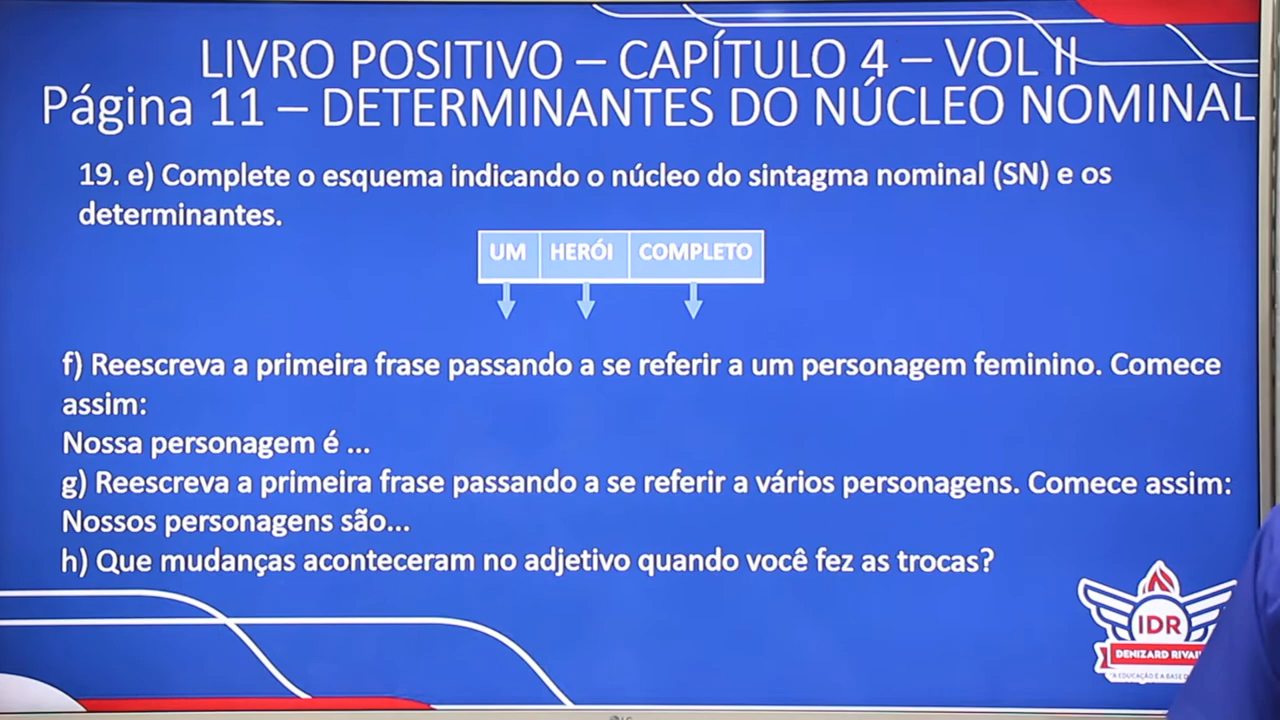 LIVRO POSITIVO – CAPÍTULO 4 – VOL II
Página 11 – DETERMINANTES DO NÚCLEO NOMINAL
19. e) Complete o esquema indicando o núcleo do sintagma nominal (SN) e os
determinantes.
UM HERÓI COMPLETO
f) Reescreva a primeira frase passando a se referir a um personagem feminino. Comece
assim:
Nossa personagem é ...
g) Reescreva a primeira frase passando a se referir a vários personagens. Comece assim:
Nossos personagens são...
h) Que mudanças aconteceram no adjetivo quando você fez as trocas?
IDR
DENIZARD
"A EDUCAÇÃO É A BASE
LG